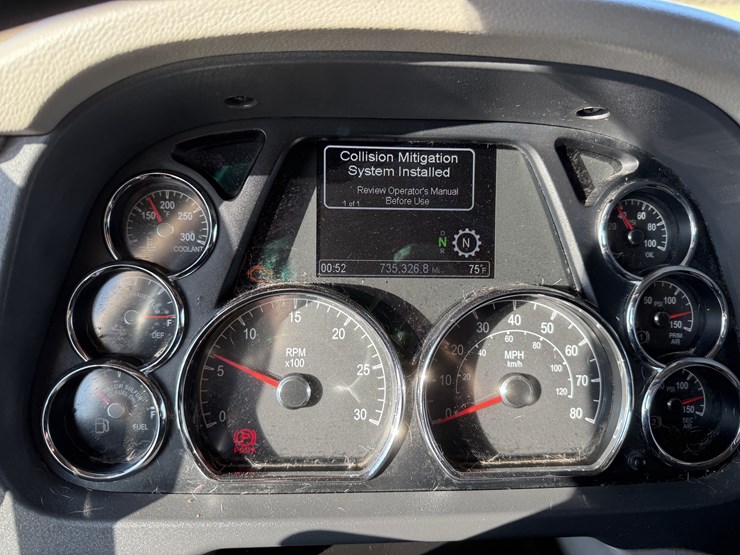 Collision Mitigation
System Installed
Review Operator's Manual
Before Use
1 of 1
D
N
R
N
00:52 735,326.8 Mi. 75°F
150 200 250 300 °F
COOLANT
60 80 100
OIL
DEF
F
50 PSI 100 150
PRIM
AIR
FUEL
100 150
0 5 10 15 20 25 30
RPM
x100
PARK
0 10 20 30 40 50 60 70 80
40 60 80 100 120
MPH
km/h